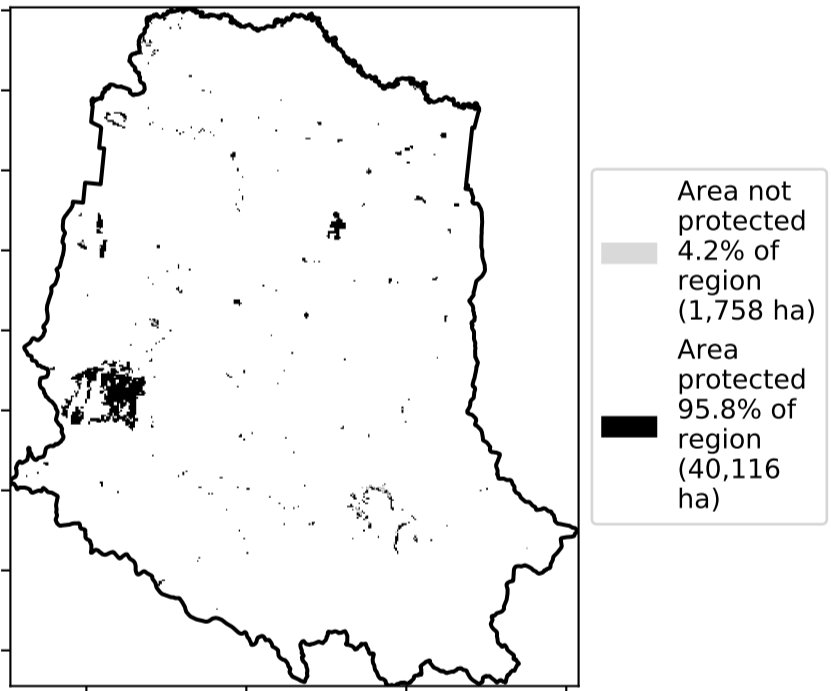 Area not
protected
4.2% of
region
(1,758 ha)
Area
protected
95.8% of
region
(40,116
ha)